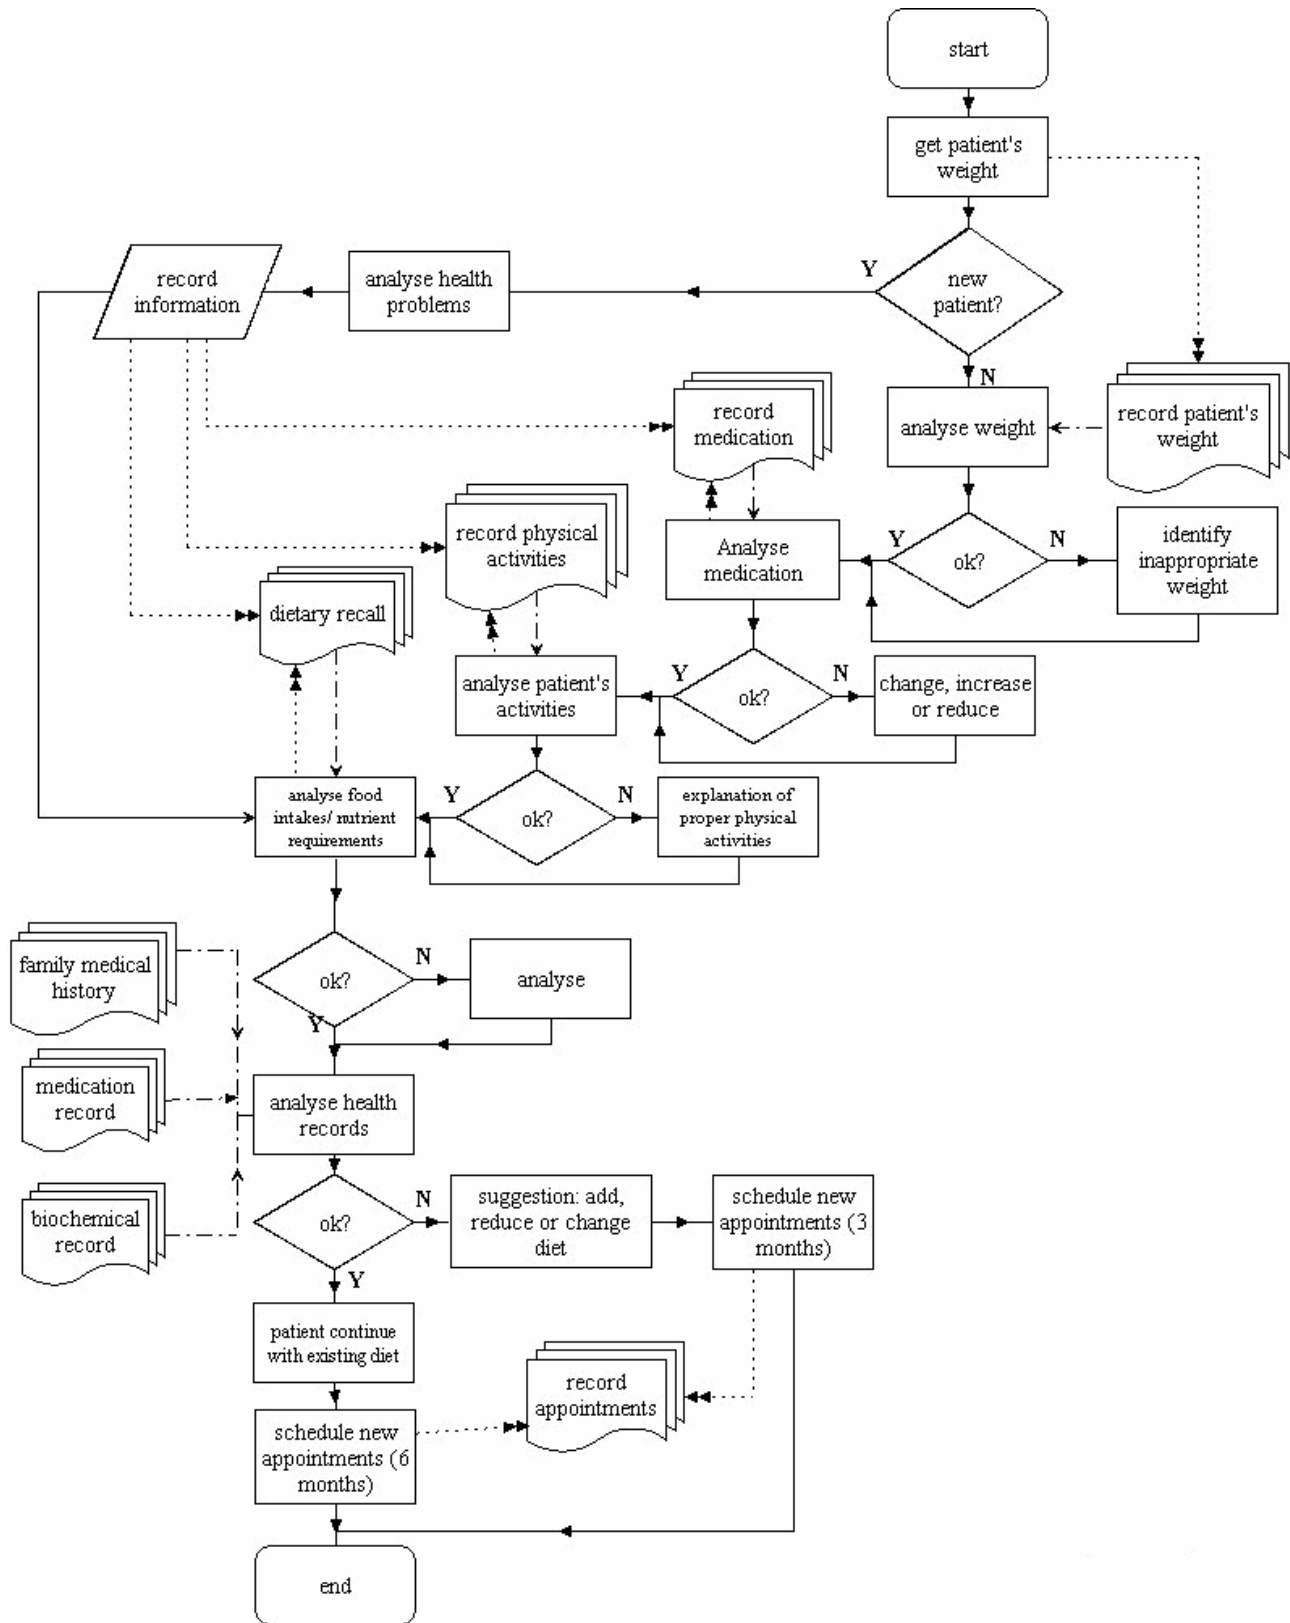 start
get patient's
weight
Y
new
patient?
N
record
information
analyse health
problems
record
medication
analyse weight
record patient's
weight
record physical
activities
Analyse
medication
Y
ok?
N
identify
inappropriate
weight
dietary recall
analyse patient's
activities
Y
ok?
N
change, increase
or reduce
analyse food
intakes/ nutrient
requirements
Y
ok?
N
explanation of
proper physical
activities
family medical
history
ok?
N
analyse
Y
medication
record
analyse health
records
biochemical
record
ok?
N
suggestion: add,
reduce or change
diet
schedule new
appointments (3
months)
Y
patient continue
with existing diet
record
appointments
schedule new
appointments (6
months)
end